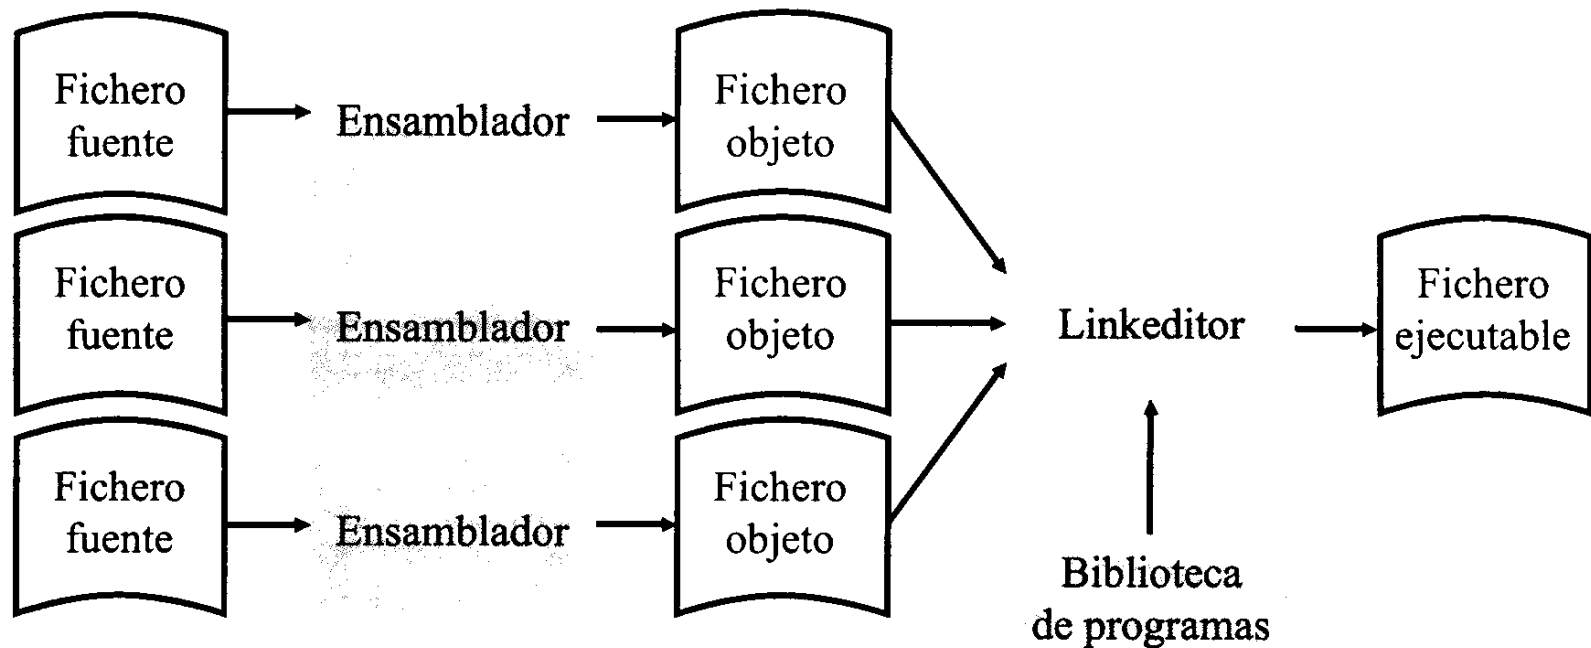 Fichero
fuente
Ensamblador
Fichero
objeto
Fichero
fuente
Ensamblador
Fichero
objeto
Linkeditor
Fichero
ejecutable
Fichero
fuente
Ensamblador
Fichero
objeto
Biblioteca
de programas